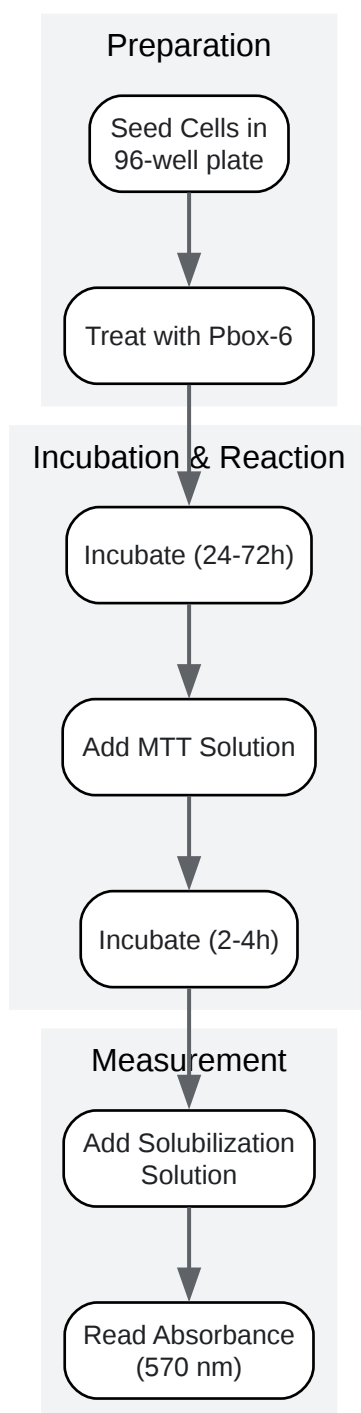 Preparation
Seed Cells in
96-well plate
Treat with Pbox-6
Incubation & Reaction
Incubate (24-72h)
Add MTT Solution
Incubate (2-4h)
Measurement
Add Solubilization
Solution
Read Absorbance
(570 nm)